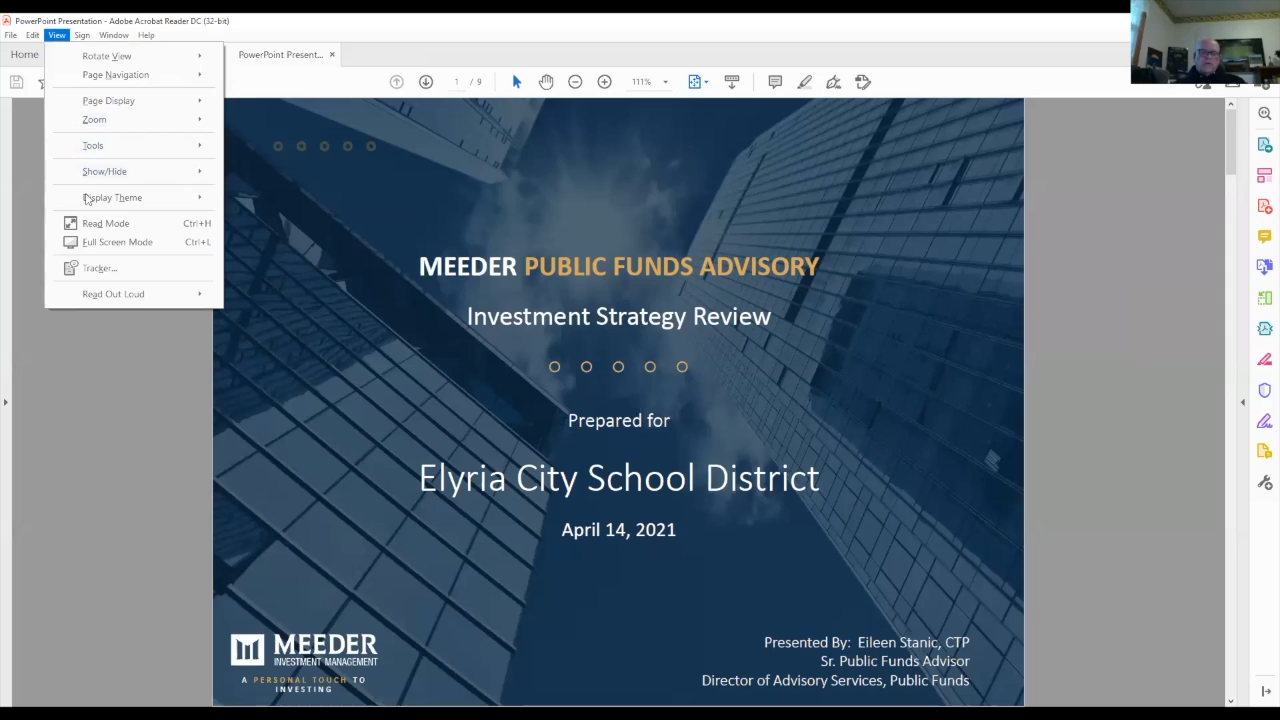 PowerPoint Presentation - Adobe Acrobat Reader DC (32-bit)
File Edit View Sign Window Help
Home
PowerPoint Present... ×
1 / 9
111%
Rotate View
Page Navigation
Page Display
Zoom
Tools
Show/Hide
Display Theme
Read Mode Ctrl+H
Full Screen Mode Ctrl+L
Tracker...
Read Out Loud
MEEDER PUBLIC FUNDS ADVISORY
Investment Strategy Review
Prepared for
Elyria City School District
April 14, 2021
MEEDER
INVESTMENT MANAGEMENT
A PERSONAL TOUCH TO
INVESTING
Presented By: Eileen Stanic, CTP
Sr. Public Funds Advisor
Director of Advisory Services, Public Funds